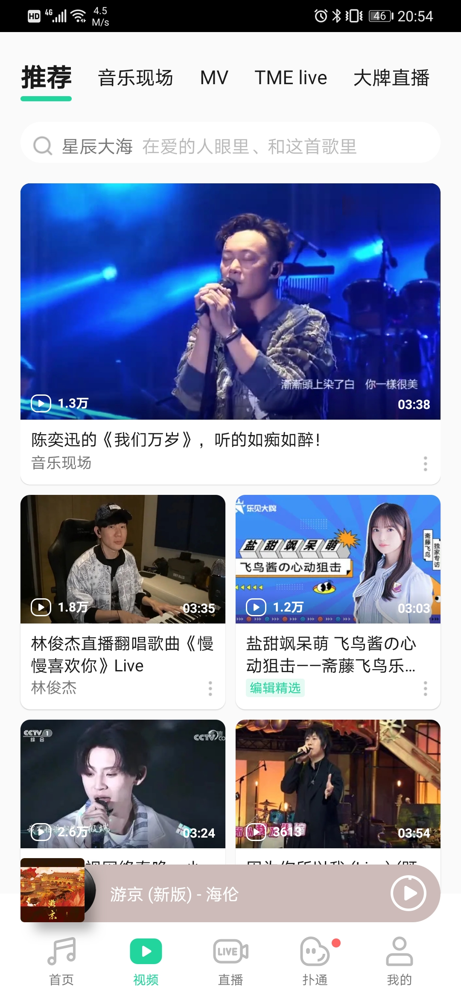 HD 4G 4.5 M/s 46 20:54
推荐 音乐现场 MV TME live 大牌直播
星辰大海 在爱的人眼里、和这首歌里
漸漸頭上染了白 你一樣很美
1.3万 03:38
陈奕迅的《我们万岁》，听的如痴如醉！
音乐现场
乐见大牌
盐甜飒呆萌
飞鸟酱の心动狙击
斋藤飞鸟
独家专访
1.8万 03:35
1.2万 03:03
林俊杰直播翻唱歌曲《慢
慢喜欢你》Live
林俊杰
盐甜飒呆萌 飞鸟酱の心
动狙击——斋藤飞鸟乐...
编辑精选
CCTV 1
综合
CCTV
2.6万 03:24
3613 03:54
游京
游京 (新版) - 海伦
LIVE
首页 视频 直播 扑通 我的